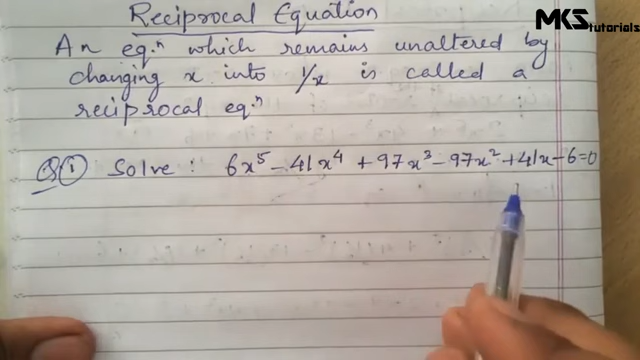 MKS tutorials
Reciprocal Equation
An eq.ⁿ which remains unaltered by
changing x into 1/x is called a
reciprocal eqⁿ
Q① Solve : 6x⁵ - 41x⁴ + 97x³ - 97x² + 41x - 6 = 0